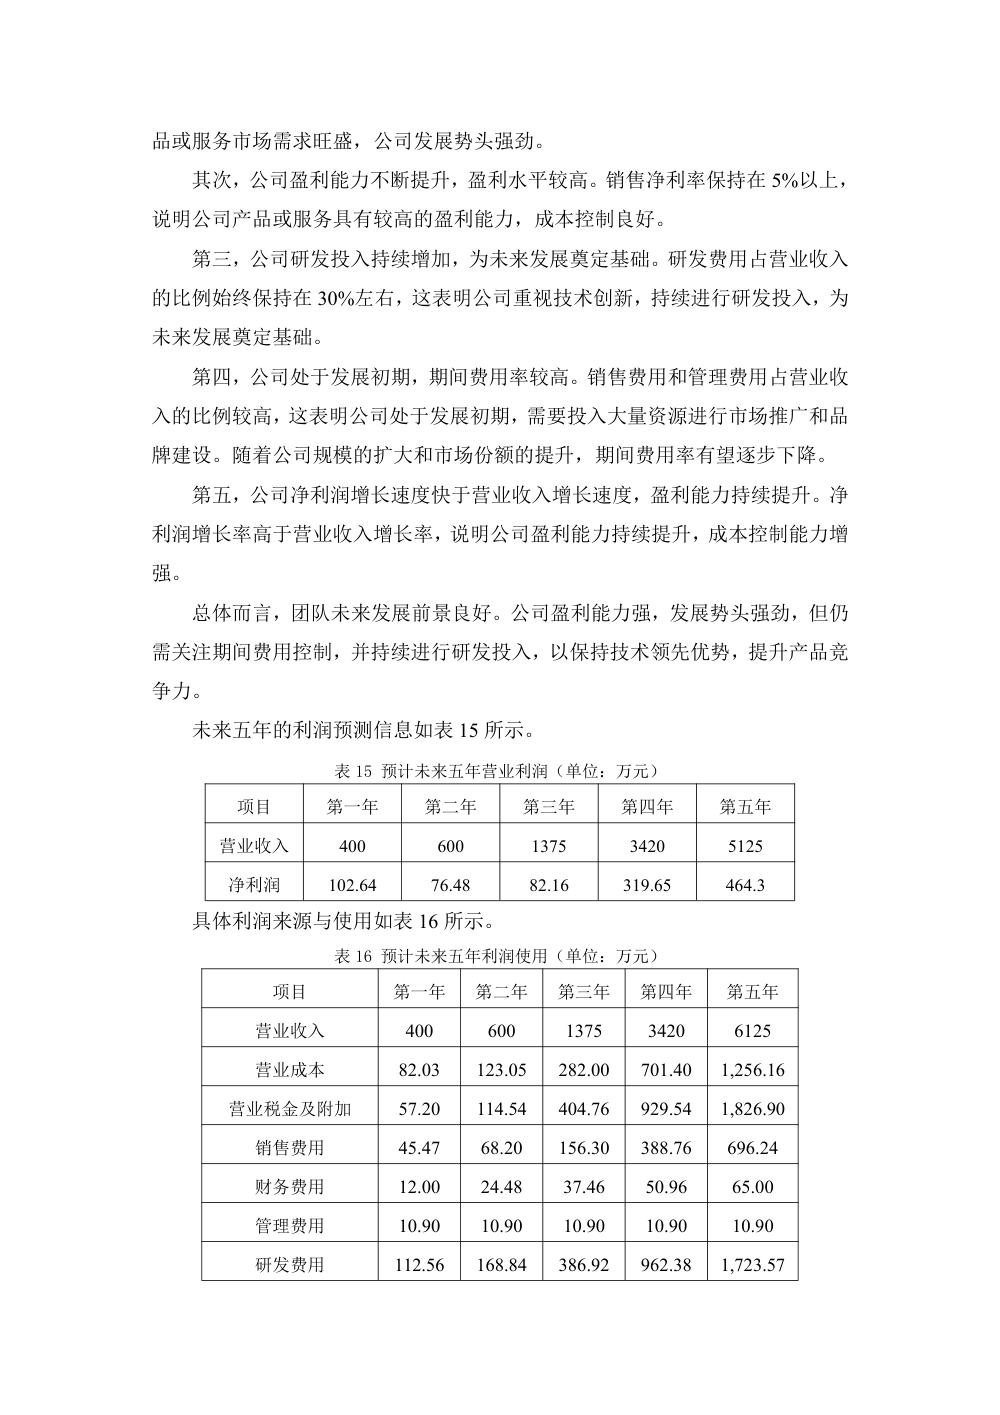 品或服务市场需求旺盛，公司发展势头强劲。
其次，公司盈利能力不断提升，盈利水平较高。销售净利率保持在 5%以上，
说明公司产品或服务具有较高的盈利能力，成本控制良好。
第三，公司研发投入持续增加，为未来发展奠定基础。研发费用占营业收入
的比例始终保持在 30%左右，这表明公司重视技术创新，持续进行研发投入，为
未来发展奠定基础。
第四，公司处于发展初期，期间费用率较高。销售费用和管理费用占营业收
入的比例较高，这表明公司处于发展初期，需要投入大量资源进行市场推广和品
牌建设。随着公司规模的扩大和市场份额的提升，期间费用率有望逐步下降。
第五，公司净利润增长速度快于营业收入增长速度，盈利能力持续提升。净
利润增长率高于营业收入增长率，说明公司盈利能力持续提升，成本控制能力增
强。
总体而言，团队未来发展前景良好。公司盈利能力强，发展势头强劲，但仍
需关注期间费用控制，并持续进行研发投入，以保持技术领先优势，提升产品竞
争力。
未来五年的利润预测信息如表 15 所示。
表 15 预计未来五年营业利润（单位：万元）
项目 第一年 第二年 第三年 第四年 第五年
营业收入 400 600 1375 3420 5125
净利润 102.64 76.48 82.16 319.65 464.3
具体利润来源与使用如表 16 所示。
表 16 预计未来五年利润使用（单位：万元）
项目 第一年 第二年 第三年 第四年 第五年
营业收入 400 600 1375 3420 6125
营业成本 82.03 123.05 282.00 701.40 1,256.16
营业税金及附加 57.20 114.54 404.76 929.54 1,826.90
销售费用 45.47 68.20 156.30 388.76 696.24
财务费用 12.00 24.48 37.46 50.96 65.00
管理费用 10.90 10.90 10.90 10.90 10.90
研发费用 112.56 168.84 386.92 962.38 1,723.57